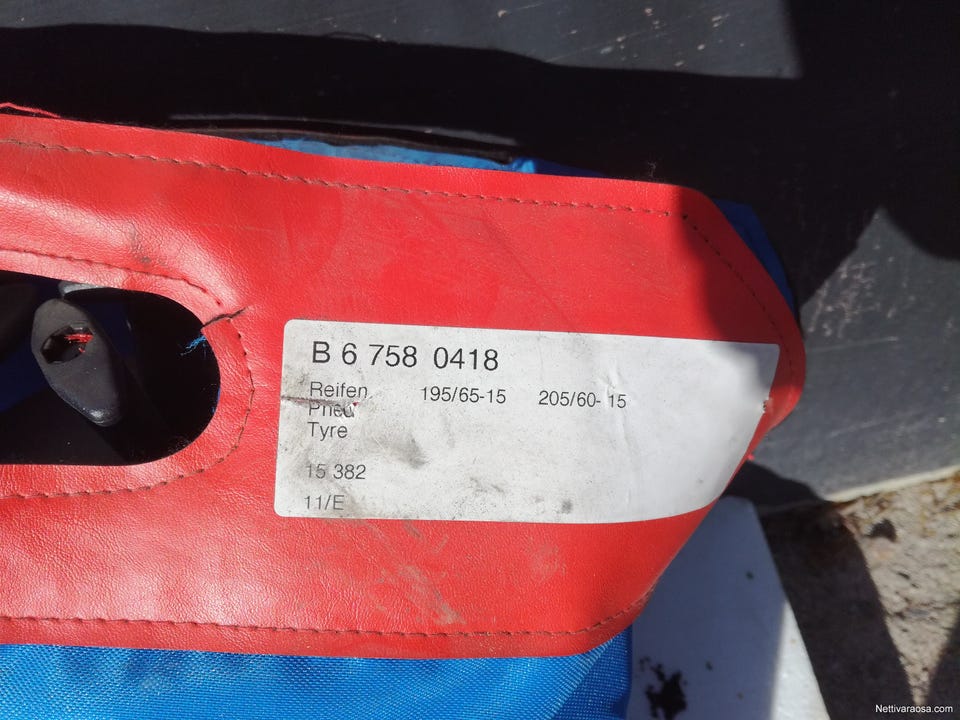 B 6 758 0418
Reifen 195/65-15 205/60-15
Pneu
Tyre
15 382
11/E
Nettivaraosa.com